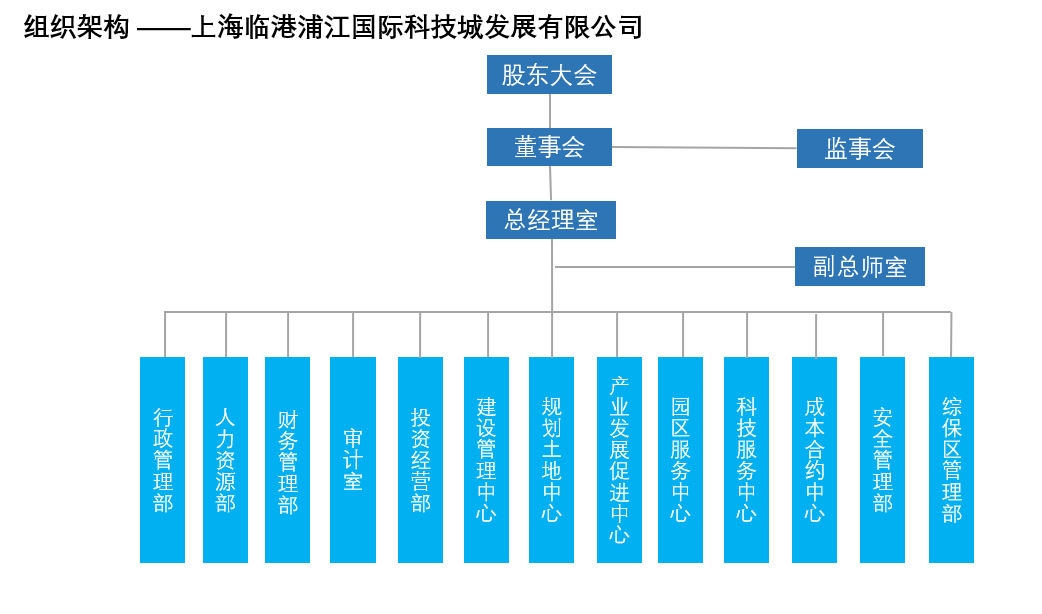 组织架构 ——上海临港浦江国际科技城发展有限公司
股东大会
董事会
监事会
总经理室
副总师室
行政管理部
人力资源部
财务管理部
审计室
投资经营部
建设管理中心
规划土地中心
产业发展促进中心
园区服务中心
科技服务中心
成本合约中心
安全管理部
综保区管理部